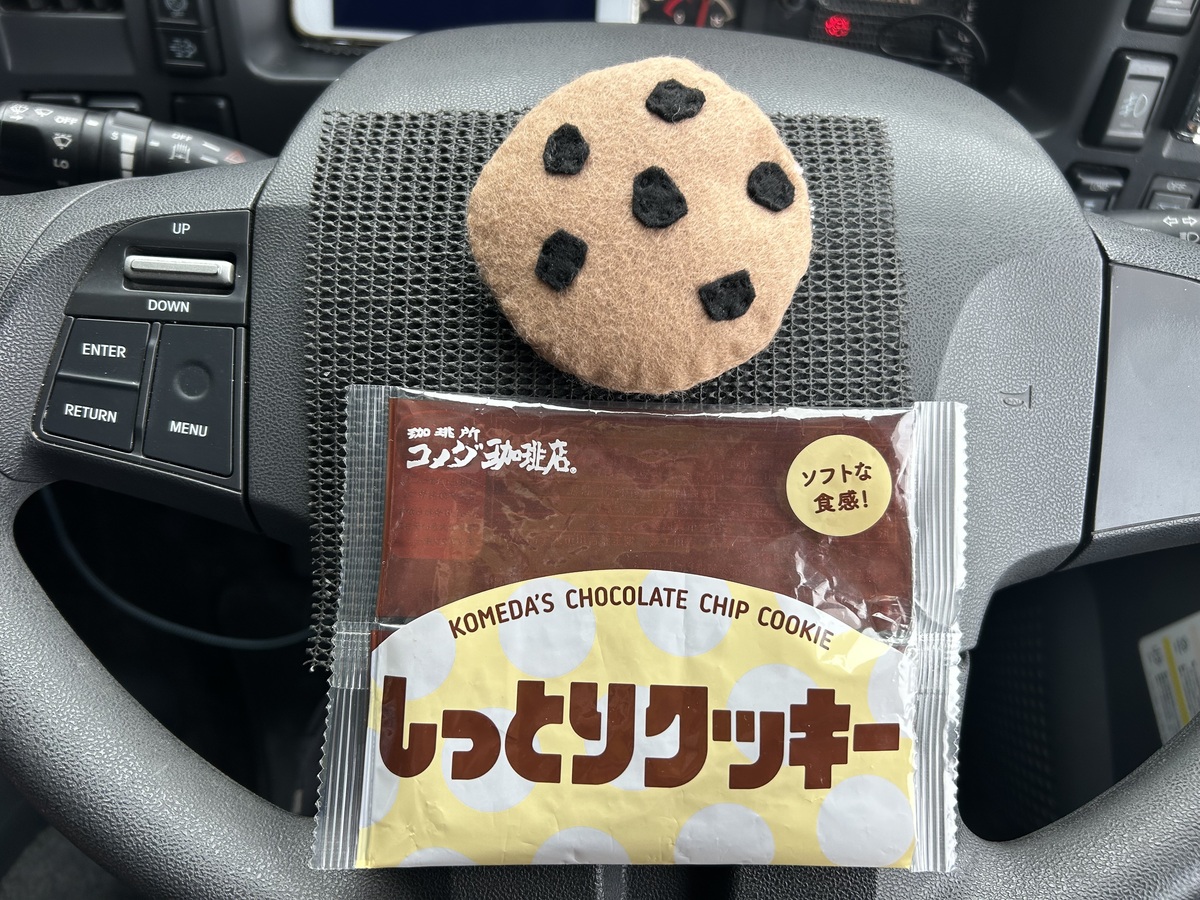 OFF
UP
DOWN
ENTER
RETURN
MENU
珈琲所
コメダ珈琲店®
ソフトな
食感!
KOMEDA'S CHOCOLATE CHIP COOKIE
しっとりクッキー